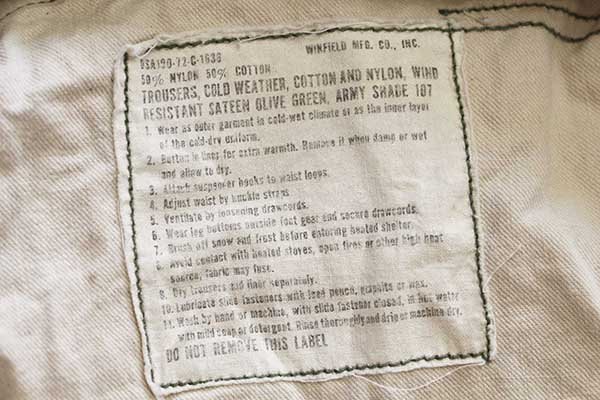 DSA100-72-C-1636 WINFIELD MFG. CO., INC.
50% NYLON 50% COTTON
TROUSERS, COLD WEATHER, COTTON AND NYLON, WIND
RESISTANT SATEEN OLIVE GREEN, ARMY SHADE 107
1. Wear as outer garment in cold-wet climate or as the inner layer
of the cold-dry uniform.
2. Button in liner for extra warmth. Remove it when damp or wet
and allow to dry.
3. Attach suspender hooks to waist loops.
4. Adjust waist by buckle straps
5. Ventilate by loosening drawcords.
6. Wear leg bottoms outside foot gear and secure drawcords.
7. Brush off snow and frost before entering heated shelter.
8. Avoid contact with heated stoves, open fires or other high heat
source, fabric may fuse.
9. Dry trousers and liner separately.
10. Lubricate slide fasteners with lead pencil, graphite or wax.
11. Wash by hand or machine, with slide fastener closed, in hot water
with mild soap or detergent. Rinse thoroughly and drip or machine dry.
DO NOT REMOVE THIS LABEL